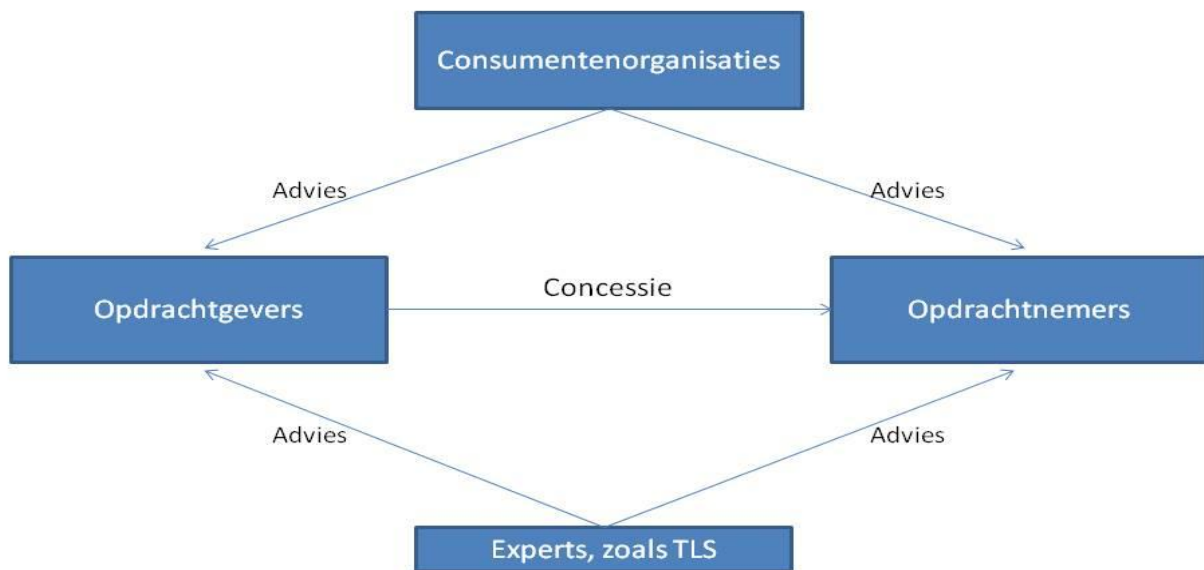 Consumentenorganisaties
Advies
Advies
Opdrachtgevers
Concessie
Opdrachtnemers
Advies
Advies
Experts, zoals TLS